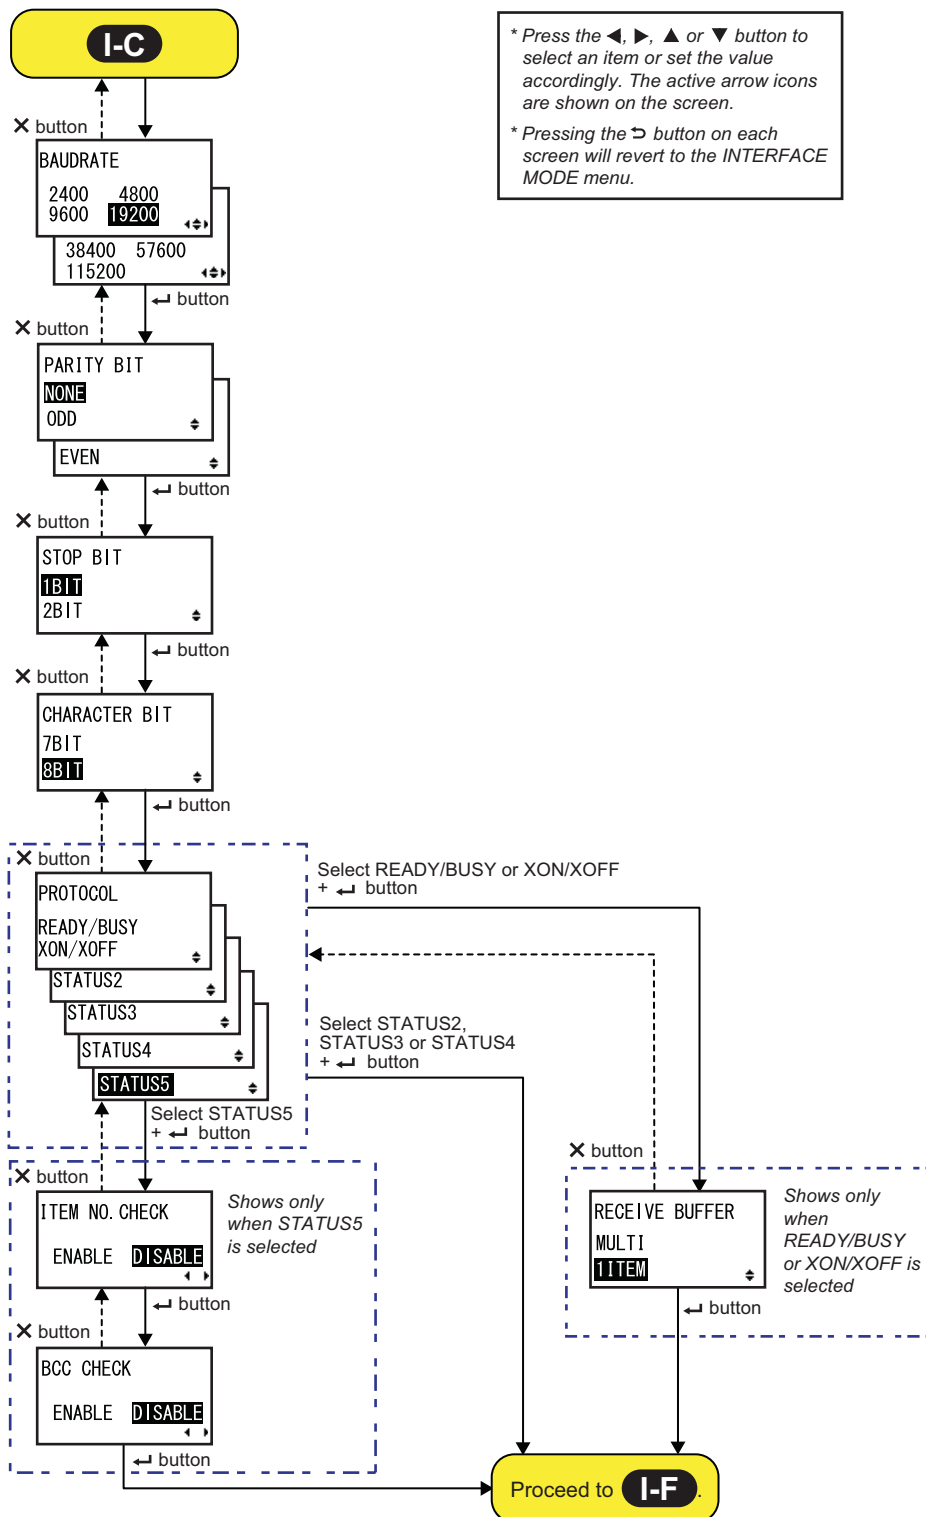 I-C
* Press the ◀, ▶, ▲ or ▼ button to
select an item or set the value
accordingly. The active arrow icons
are shown on the screen.
* Pressing the ⮌ button on each
screen will revert to the INTERFACE
MODE menu.
✕ button
BAUDRATE
2400 4800
9600 19200
38400 57600
115200
↵ button
✕ button
PARITY BIT
NONE
ODD
EVEN
↵ button
✕ button
STOP BIT
1BIT
2BIT
↵ button
✕ button
CHARACTER BIT
7BIT
8BIT
↵ button
✕ button
PROTOCOL
READY/BUSY
XON/XOFF
STATUS2
STATUS3
STATUS4
STATUS5
Select READY/BUSY or XON/XOFF
+ ↵ button
Select STATUS2,
STATUS3 or STATUS4
+ ↵ button
Select STATUS5
+ ↵ button
✕ button
ITEM NO. CHECK
ENABLE DISABLE
Shows only
when STATUS5
is selected
↵ button
✕ button
BCC CHECK
ENABLE DISABLE
↵ button
✕ button
RECEIVE BUFFER
MULTI
1ITEM
Shows only
when
READY/BUSY
or XON/XOFF is
selected
↵ button
Proceed to I-F.